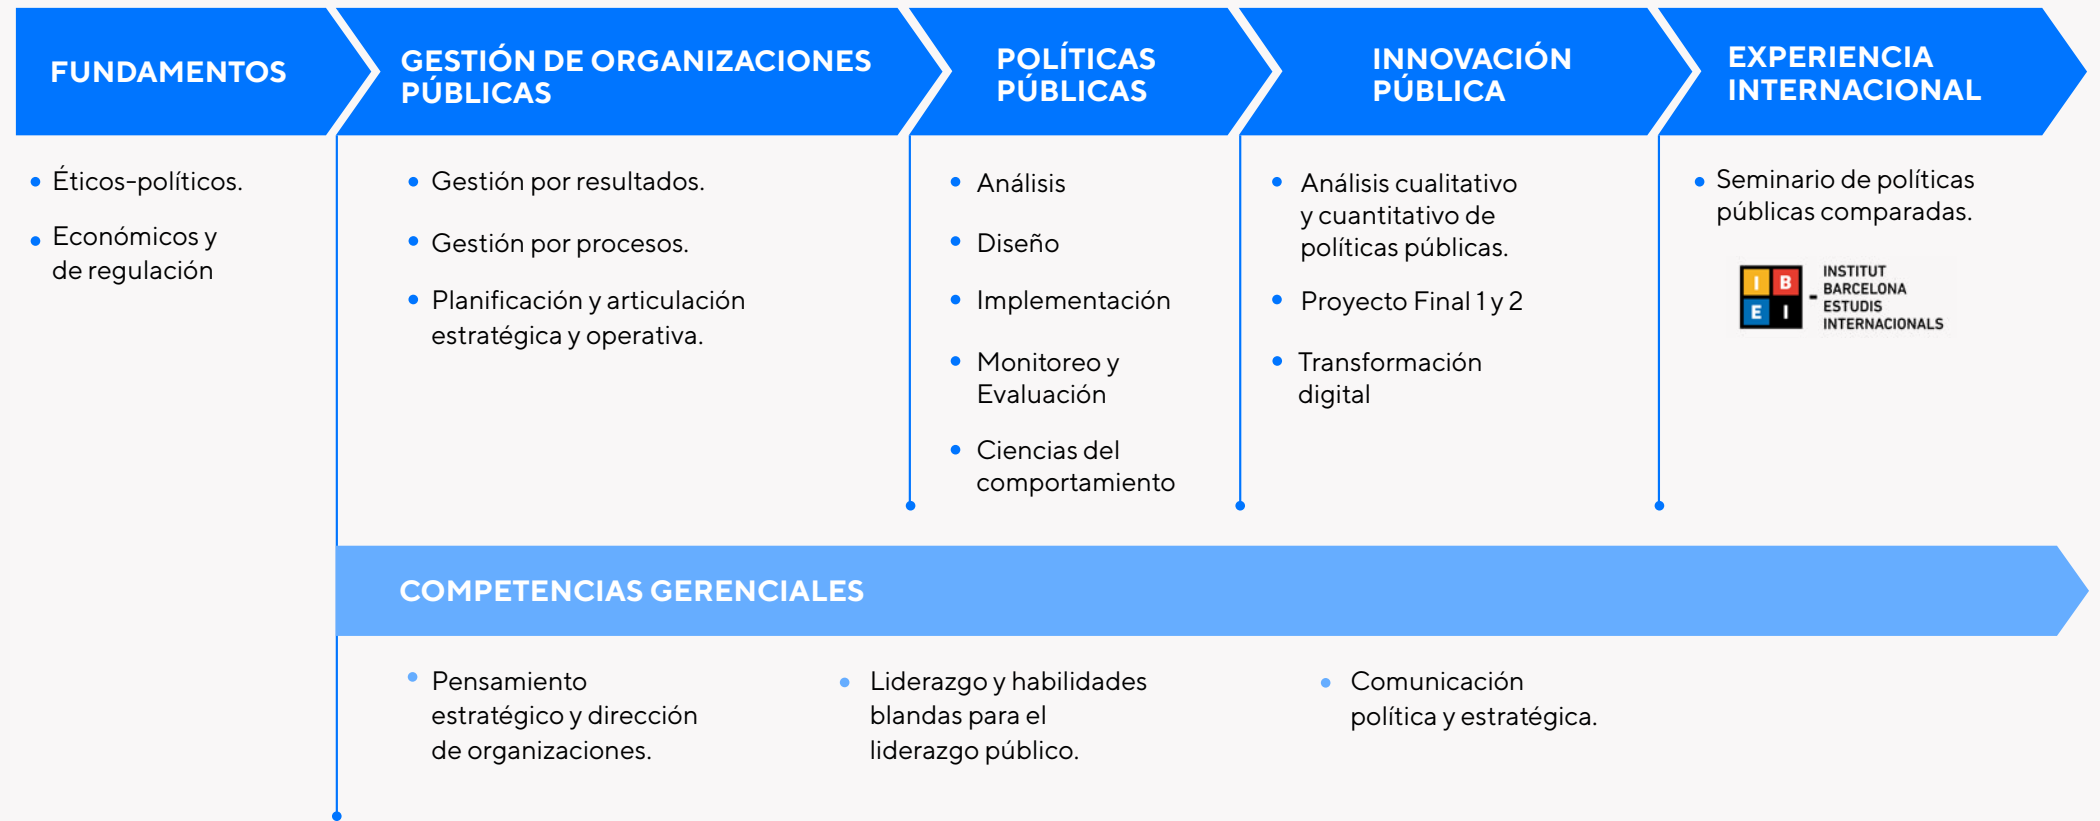 FUNDAMENTOS
GESTIÓN DE ORGANIZACIONES
PÚBLICAS
POLÍTICAS
PÚBLICAS
INNOVACIÓN
PÚBLICA
EXPERIENCIA
INTERNACIONAL
Éticos-políticos.
Económicos y
de regulación
Gestión por resultados.
Gestión por procesos.
Planificación y articulación
estratégica y operativa.
Análisis
Diseño
Implementación
Monitoreo y
Evaluación
Ciencias del
comportamiento
Análisis cualitativo
y cuantitativo de
políticas públicas.
Proyecto Final 1 y 2
Transformación
digital
Seminario de políticas
públicas comparadas.
I B
E I
INSTITUT
BARCELONA
ESTUDIS
INTERNACIONALS
COMPETENCIAS GERENCIALES
Pensamiento
estratégico y dirección
de organizaciones.
Liderazgo y habilidades
blandas para el
liderazgo público.
Comunicación
política y estratégica.